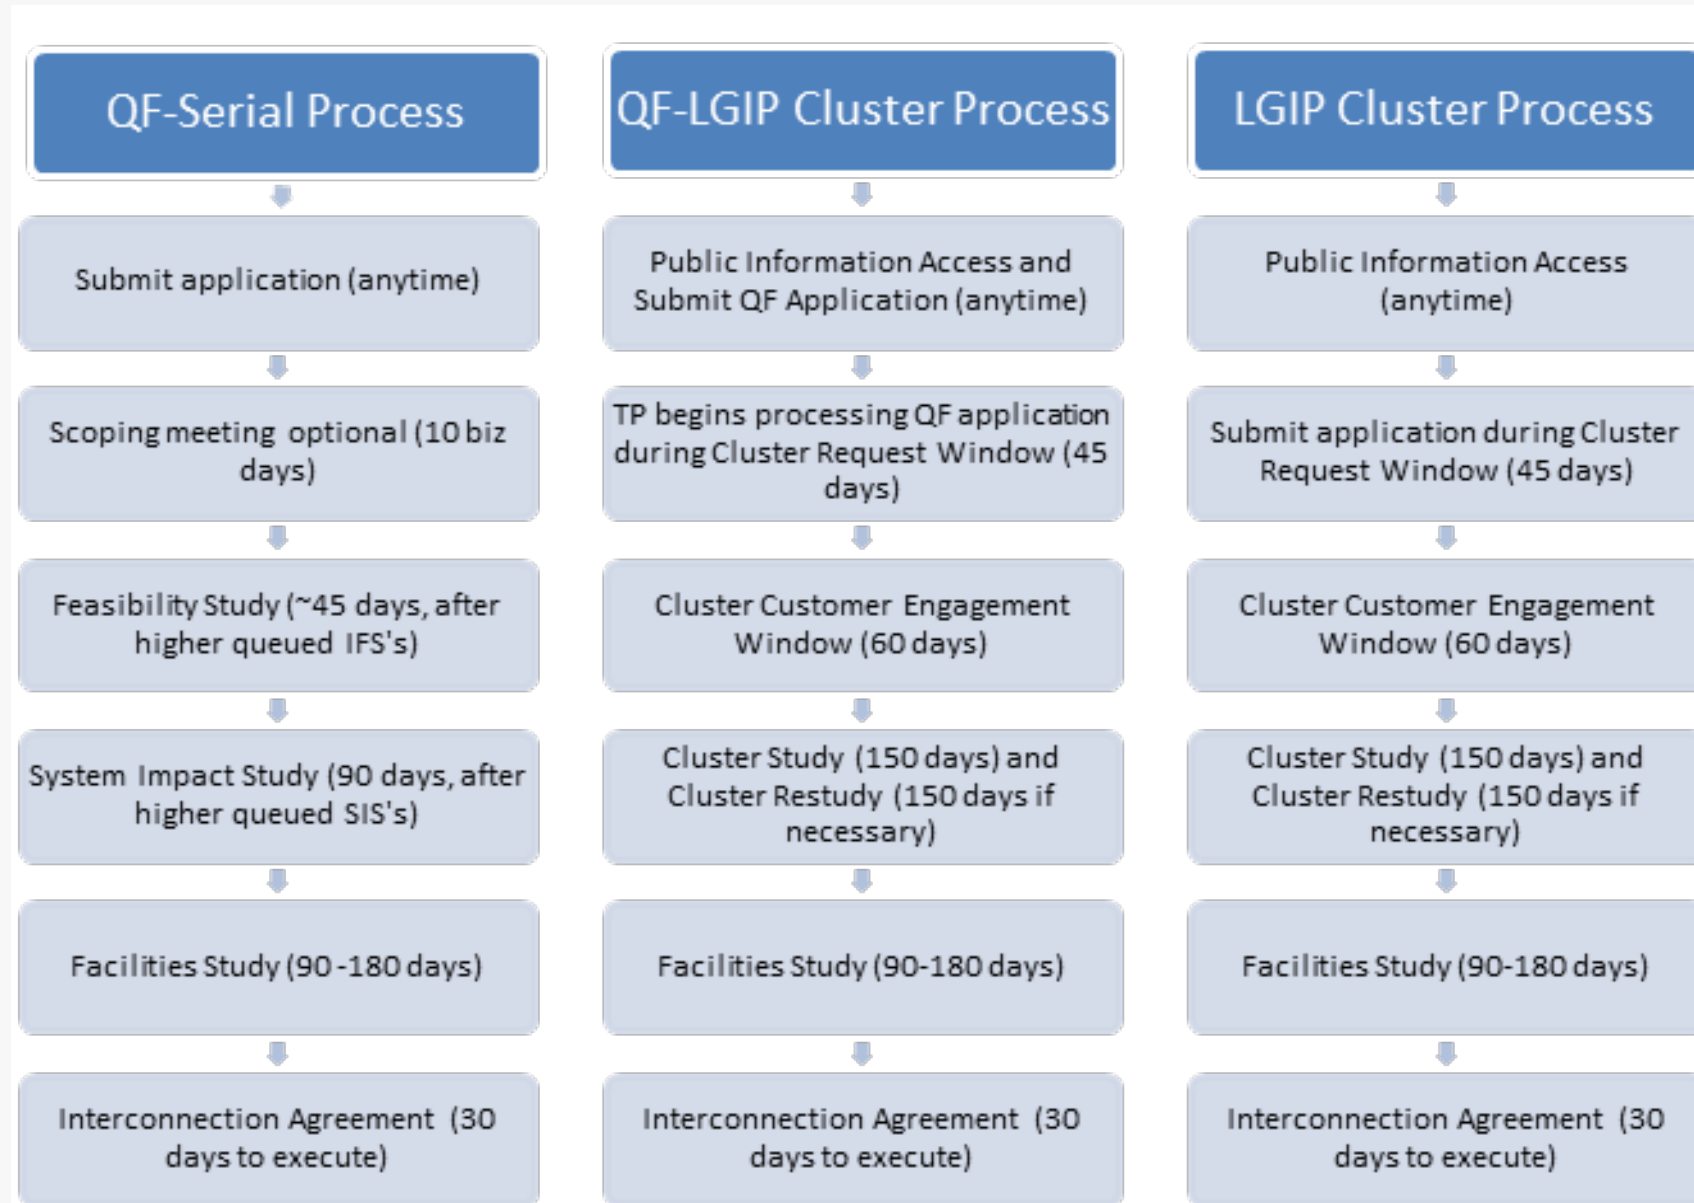 QF-Serial Process
Submit application (anytime)
Scoping meeting optional (10 biz
days)
Feasibility Study (~45 days, after
higher queued IFS's)
System Impact Study (90 days, after
higher queued SIS's)
Facilities Study (90 -180 days)
Interconnection Agreement (30
days to execute)
QF-LGIP Cluster Process
Public Information Access and
Submit QF Application (anytime)
TP begins processing QF application
during Cluster Request Window (45
days)
Cluster Customer Engagement
Window (60 days)
Cluster Study (150 days) and
Cluster Restudy (150 days if
necessary)
Facilities Study (90-180 days)
Interconnection Agreement (30
days to execute)
LGIP Cluster Process
Public Information Access
(anytime)
Submit application during Cluster
Request Window (45 days)
Cluster Customer Engagement
Window (60 days)
Cluster Study (150 days) and
Cluster Restudy (150 days if
necessary)
Facilities Study (90-180 days)
Interconnection Agreement (30
days to execute)